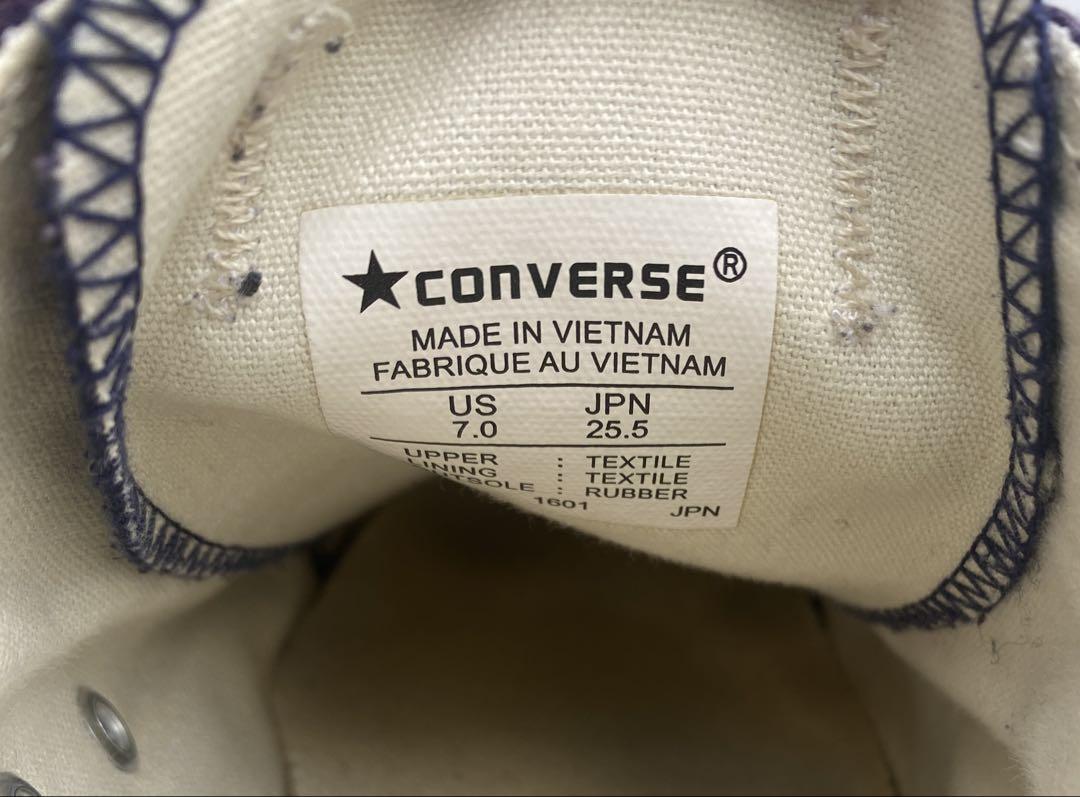 ★CONVERSE®
MADE IN VIETNAM
FABRIQUE AU VIETNAM
US JPN
7.0 25.5
UPPER : TEXTILE
LINING : TEXTILE
: RUBBER
1601 JPN